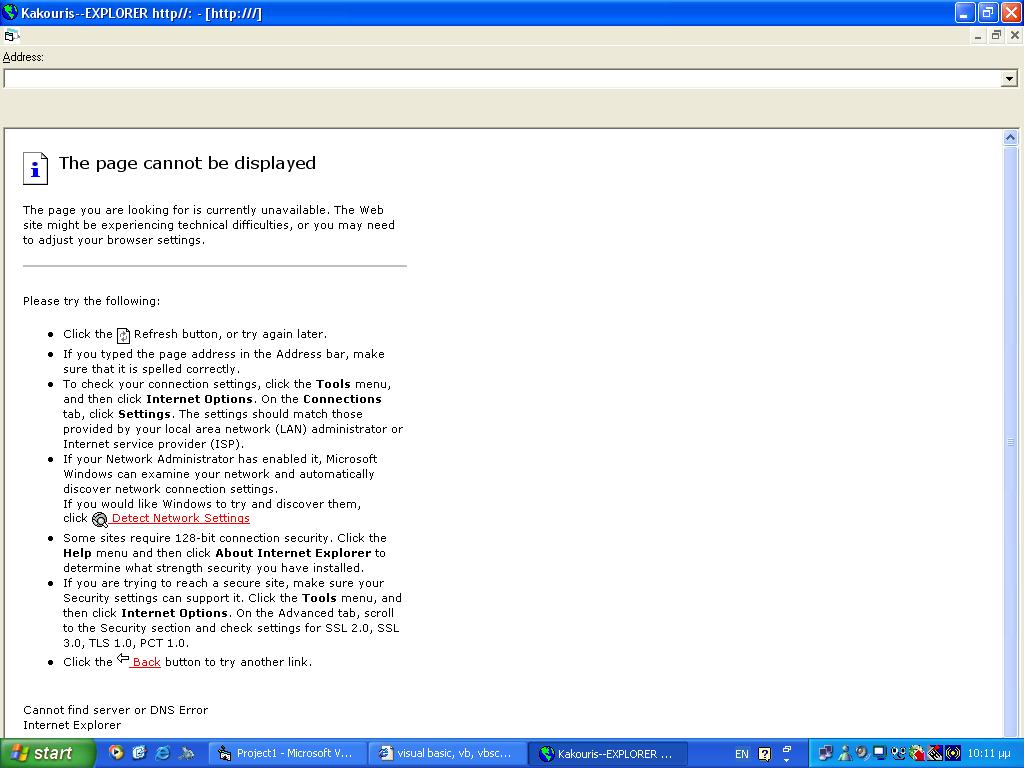 Kakouris--EXPLORER http//: - [http:///]
Address:
The page cannot be displayed
The page you are looking for is currently unavailable. The Web
site might be experiencing technical difficulties, or you may need
to adjust your browser settings.
Please try the following:
Click the Refresh button, or try again later.
If you typed the page address in the Address bar, make
sure that it is spelled correctly.
To check your connection settings, click the Tools menu,
and then click Internet Options. On the Connections
tab, click Settings. The settings should match those
provided by your local area network (LAN) administrator or
Internet service provider (ISP).
If your Network Administrator has enabled it, Microsoft
Windows can examine your network and automatically
discover network connection settings.
If you would like Windows to try and discover them,
click Detect Network Settings
Some sites require 128-bit connection security. Click the
Help menu and then click About Internet Explorer to
determine what strength security you have installed.
If you are trying to reach a secure site, make sure your
Security settings can support it. Click the Tools menu, and
then click Internet Options. On the Advanced tab, scroll
to the Security section and check settings for SSL 2.0, SSL
3.0, TLS 1.0, PCT 1.0.
Click the Back button to try another link.
Cannot find server or DNS Error
Internet Explorer
start Project1 - Microsoft V... visual basic, vb, vbsc... Kakouris--EXPLORER ... EN 10:11 μμ